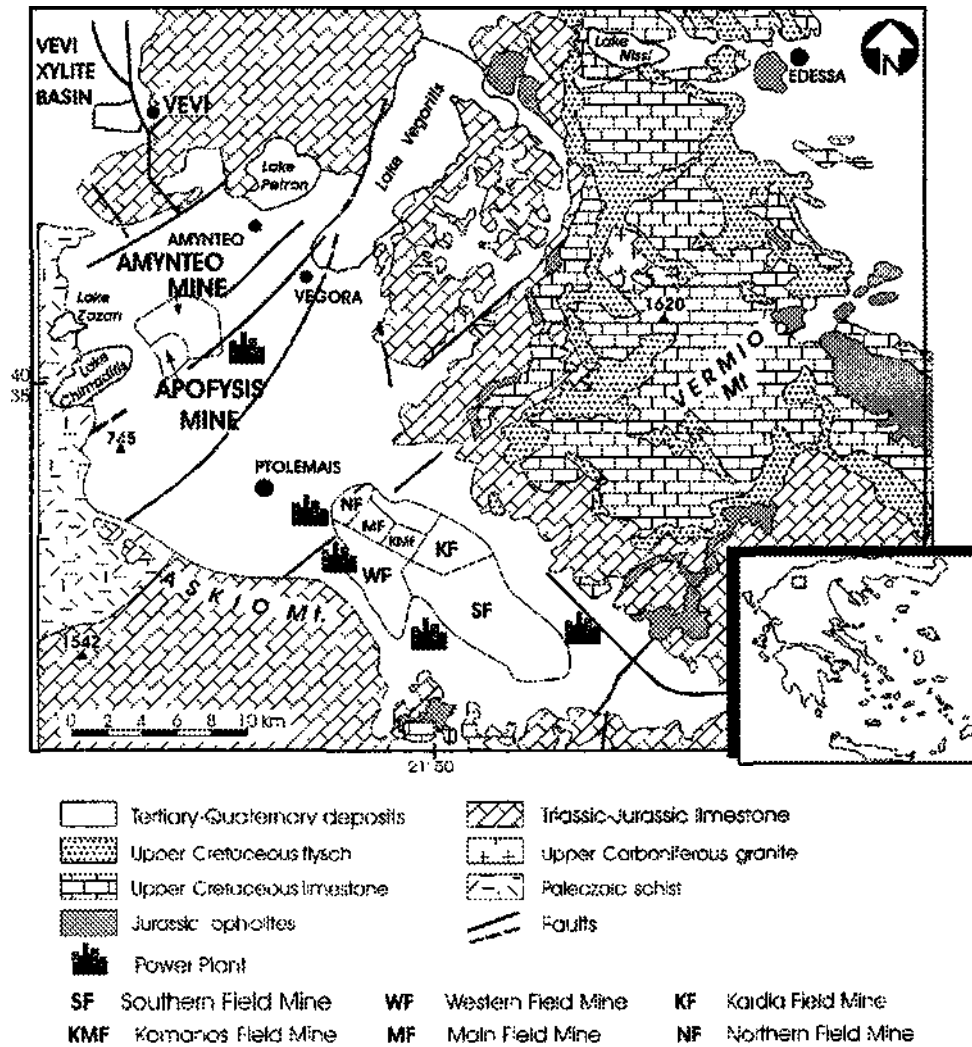 VEVI
XYLITE
BASIN
VEVI
Lake
Nissi
EDESSA
N
Lake Vegoritis
Lake
Petron
AMYNTEO
AMYNTEO
MINE
VEGORA
Lake
Zazari
Lake
Chimaditis
APOFYSIS
MINE
1620
VERMIO
Mt
40
35
745
PTOLEMAIS
NF
MF
KMF
KF
WF
SF
ASKIO Mt.
1542
0 2 4 6 8 10 km
21°50
Tertiary-Quaternary deposits
Upper Cretaceous flysch
Upper Cretaceous limestone
Jurassic opholites
Power Plant
Triassic-Jurassic limestone
Upper Carboniferous granite
Paleozoic schist
Faults
SF Southern Field Mine WF Western Field Mine KF Kardia Field Mine
KMF Komanos Field Mine MF Main Field Mine NF Northern Field Mine